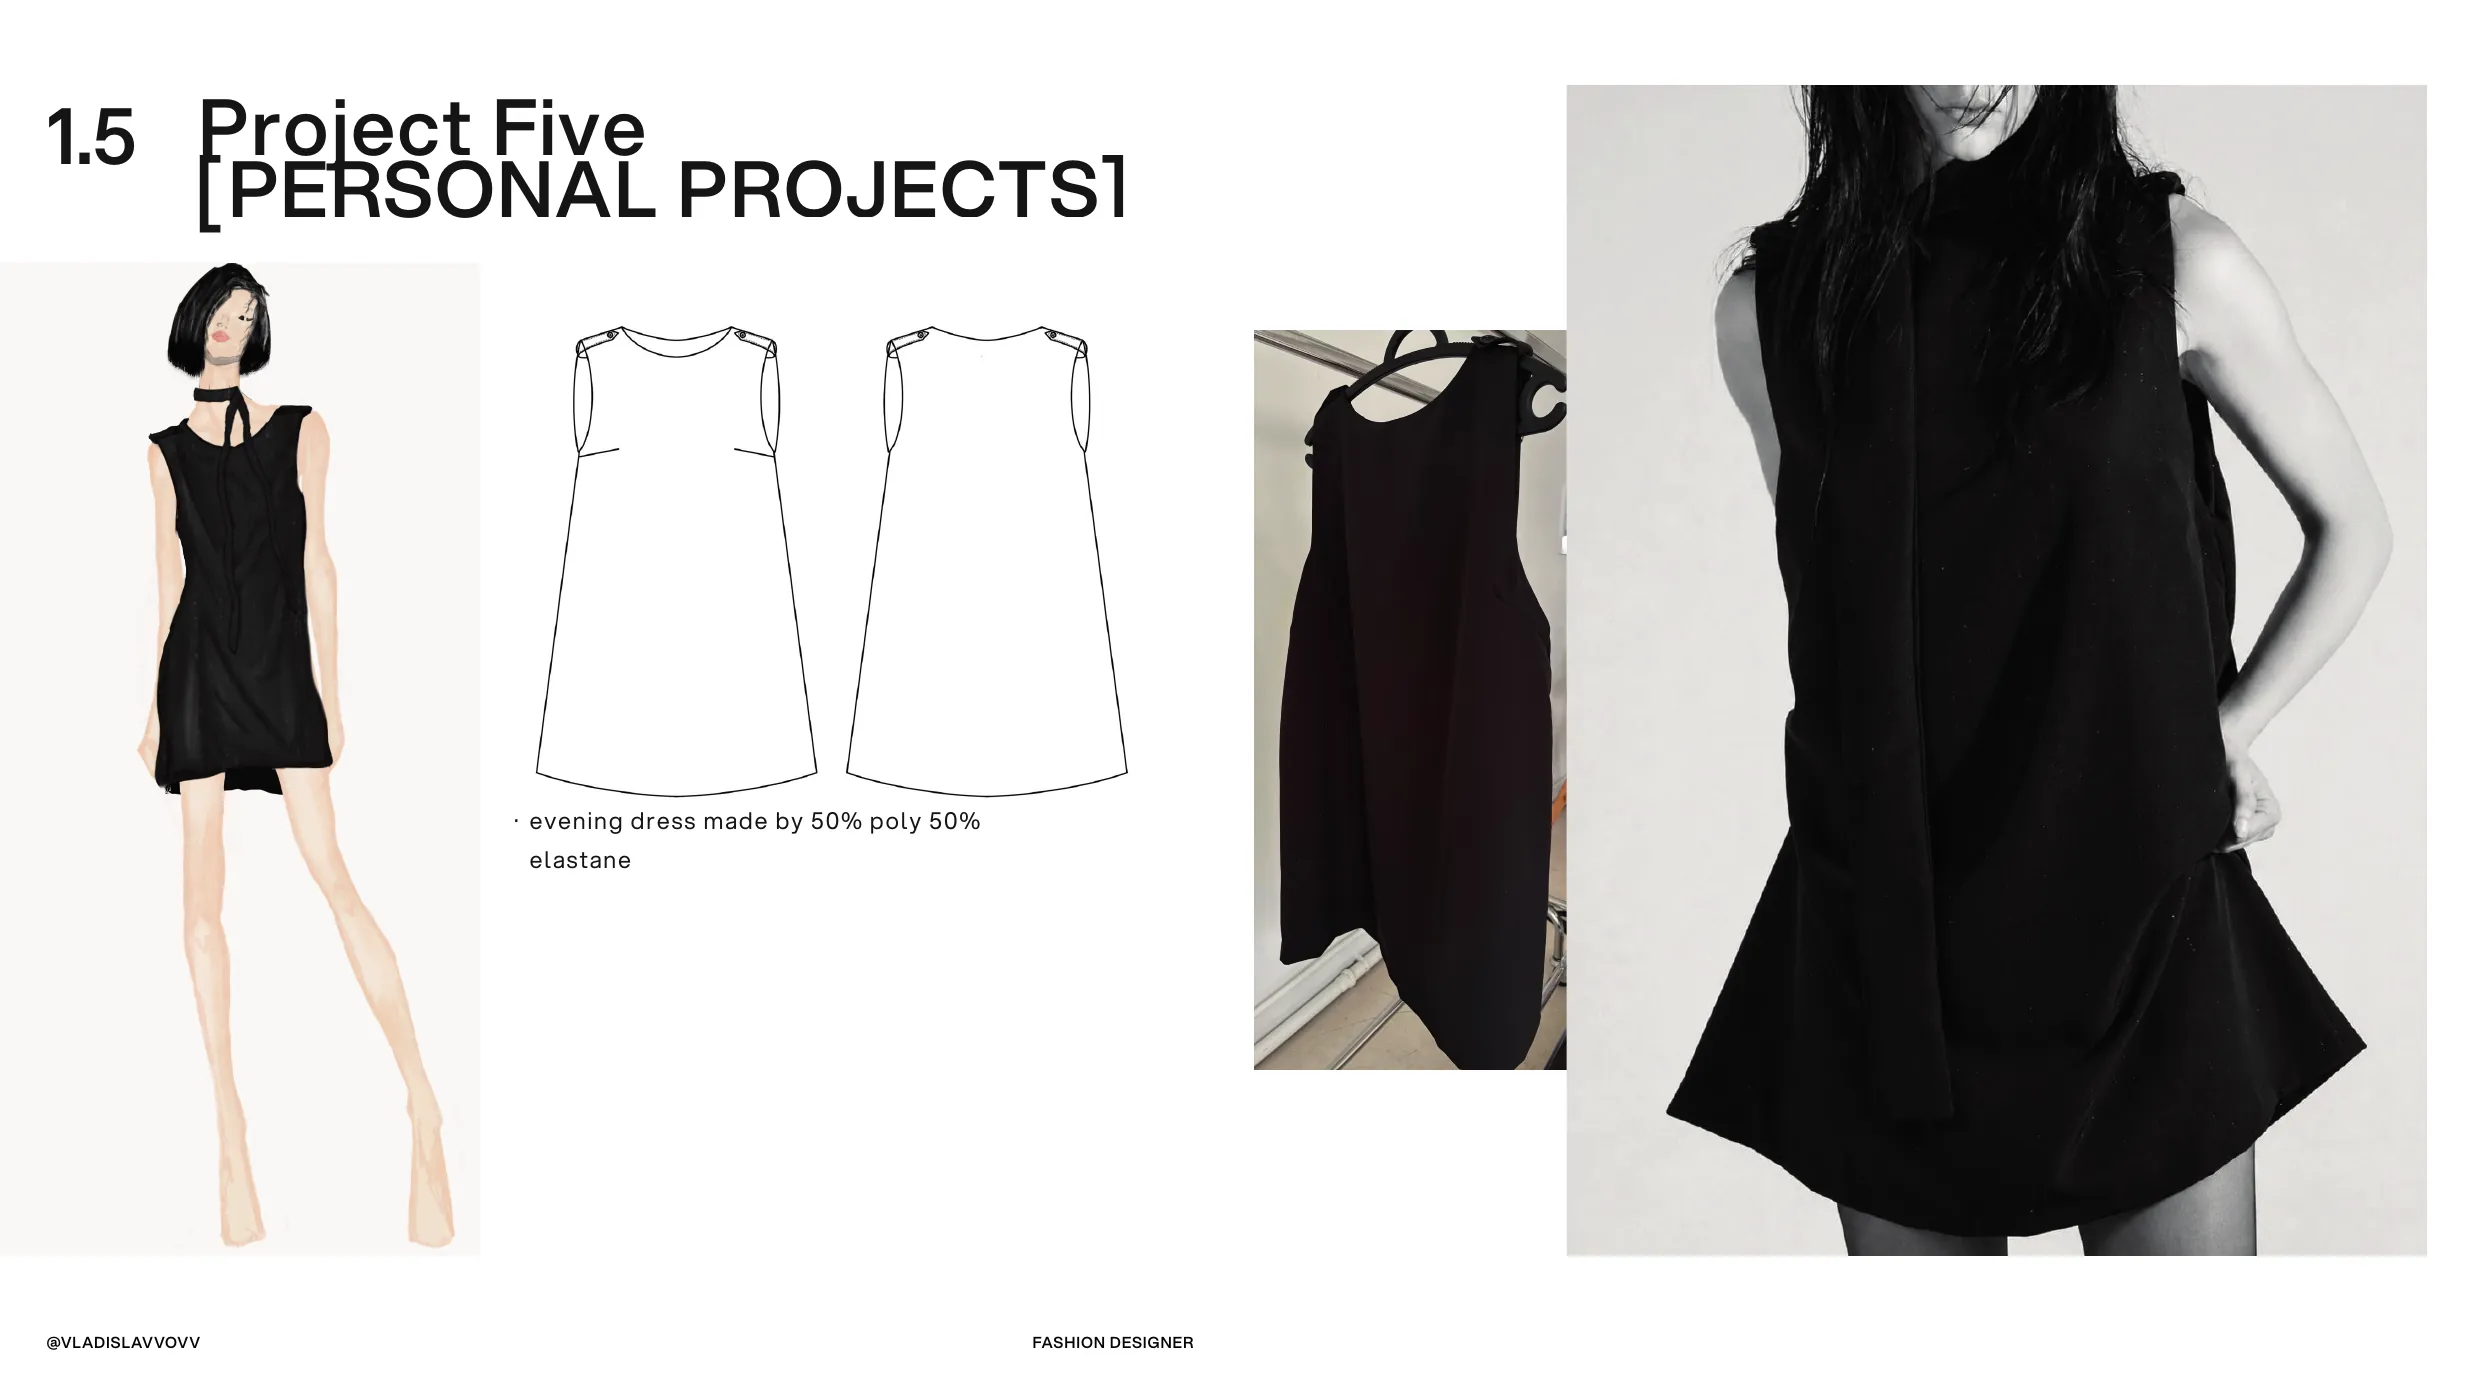 1.5
Project Five
[PERSONAL PROJECTS]
· evening dress made by 50% poly 50%
elastane
@VLADISLAVVOVV
FASHION DESIGNER